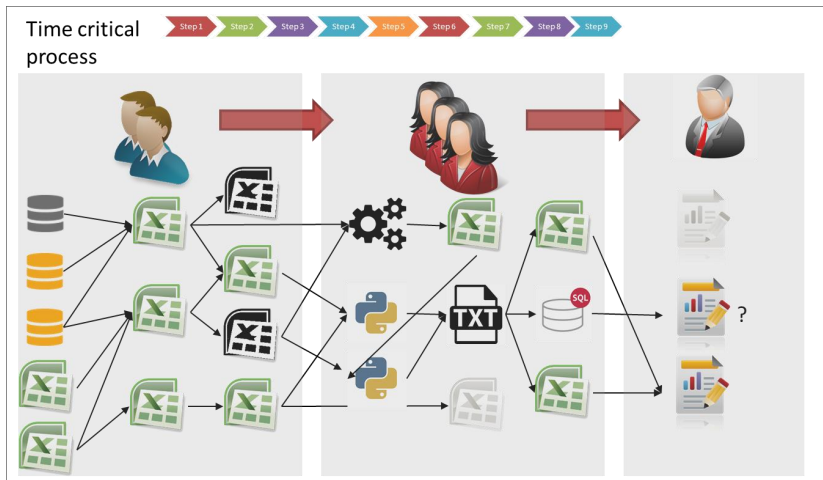 Time critical
process
Step 1
Step 2
Step 3
Step 4
Step 5
Step 6
Step 7
Step 8
Step 9
X
X
X
X
X
X
X
X
X
X
X
SQL
TXT
?
X
X